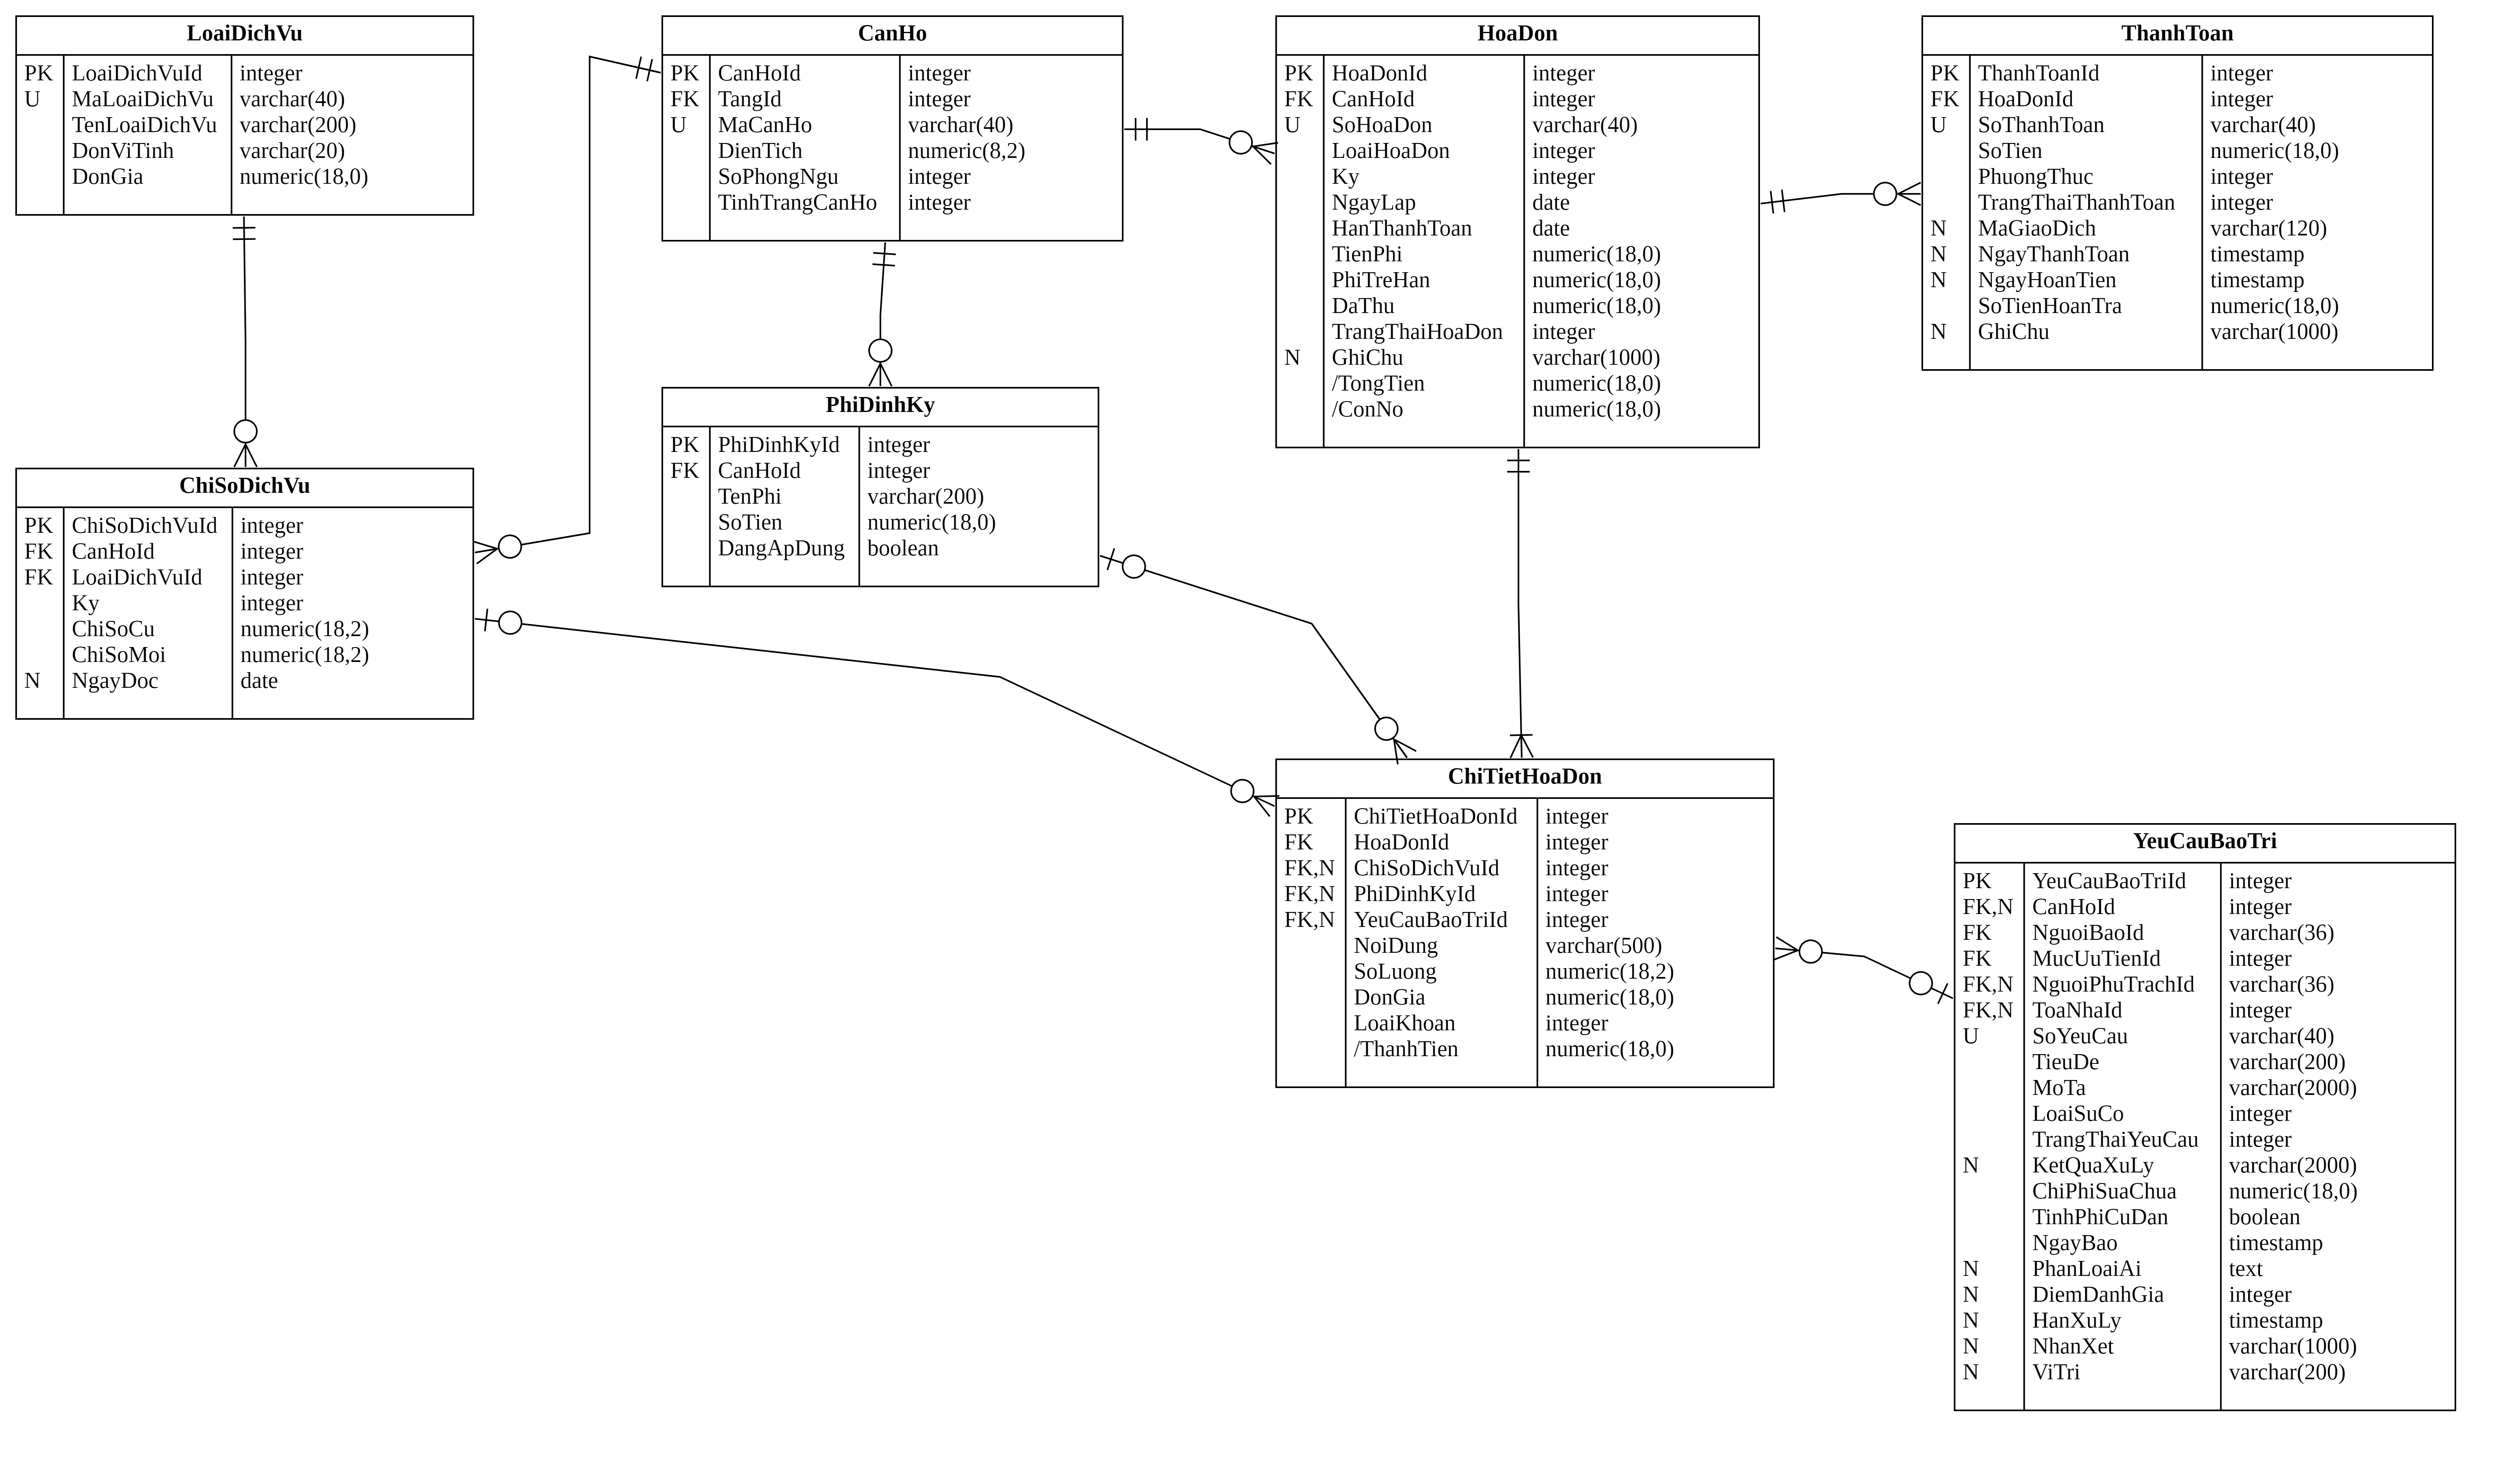 LoaiDichVu
PK LoaiDichVuId integer
U MaLoaiDichVu varchar(40)
TenLoaiDichVu varchar(200)
DonViTinh varchar(20)
DonGia numeric(18,0)
CanHo
PK CanHoId integer
FK TangId integer
U MaCanHo varchar(40)
DienTich numeric(8,2)
SoPhongNgu integer
TinhTrangCanHo integer
HoaDon
PK HoaDonId integer
FK CanHoId integer
U SoHoaDon varchar(40)
LoaiHoaDon integer
Ky integer
NgayLap date
HanThanhToan date
TienPhi numeric(18,0)
PhiTreHan numeric(18,0)
DaThu numeric(18,0)
TrangThaiHoaDon integer
N GhiChu varchar(1000)
/TongTien numeric(18,0)
/ConNo numeric(18,0)
ThanhToan
PK ThanhToanId integer
FK HoaDonId integer
U SoThanhToan varchar(40)
SoTien numeric(18,0)
PhuongThuc integer
TrangThaiThanhToan integer
N MaGiaoDich varchar(120)
N NgayThanhToan timestamp
N NgayHoanTien timestamp
SoTienHoanTra numeric(18,0)
N GhiChu varchar(1000)
ChiSoDichVu
PK ChiSoDichVuId integer
FK CanHoId integer
FK LoaiDichVuId integer
Ky integer
ChiSoCu numeric(18,2)
ChiSoMoi numeric(18,2)
N NgayDoc date
PhiDinhKy
PK PhiDinhKyId integer
FK CanHoId integer
TenPhi varchar(200)
SoTien numeric(18,0)
DangApDung boolean
ChiTietHoaDon
PK ChiTietHoaDonId integer
FK HoaDonId integer
FK,N ChiSoDichVuId integer
FK,N PhiDinhKyId integer
FK,N YeuCauBaoTriId integer
NoiDung varchar(500)
SoLuong numeric(18,2)
DonGia numeric(18,0)
LoaiKhoan integer
/ThanhTien numeric(18,0)
YeuCauBaoTri
PK YeuCauBaoTriId integer
FK,N CanHoId integer
FK NguoiBaoId varchar(36)
FK MucUuTienId integer
FK,N NguoiPhuTrachId varchar(36)
FK,N ToaNhaId integer
U SoYeuCau varchar(40)
TieuDe varchar(200)
MoTa varchar(2000)
LoaiSuCo integer
TrangThaiYeuCau integer
N KetQuaXuLy varchar(2000)
ChiPhiSuaChua numeric(18,0)
TinhPhiCuDan boolean
NgayBao timestamp
N PhanLoaiAi text
N DiemDanhGia integer
N HanXuLy timestamp
N NhanXet varchar(1000)
N ViTri varchar(200)